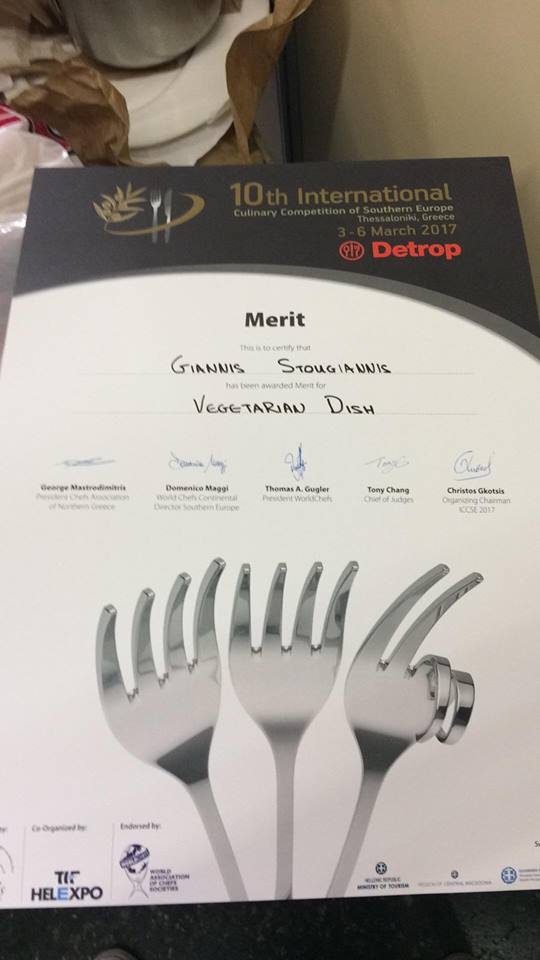 10th International
Culinary Competition of Southern Europe
Thessaloniki, Greece
3 - 6 March 2017
Detrop
Merit
This is to certify that
GIANNIS STOUGIANNIS
has been awarded Merit for
VEGETARIAN DISH
George Mastrodimitris
President Chefs Association
of Northern Greece
Domenico Maggi
World Chefs Continental
Director Southern Europe
Thomas A. Gugler
President WorldChefs
Tony Chang
Chief of Judges
Christos Gkotsis
Organizing Chairman
ICCSE 2017
Co-Organized by:
Endorsed by:
TIF
HELEXPO
WORLD
ASSOCIATION
OF CHEFS
SOCIETIES
HELLENIC REPUBLIC
MINISTRY OF TOURISM
REGION OF CENTRAL MACEDONIA